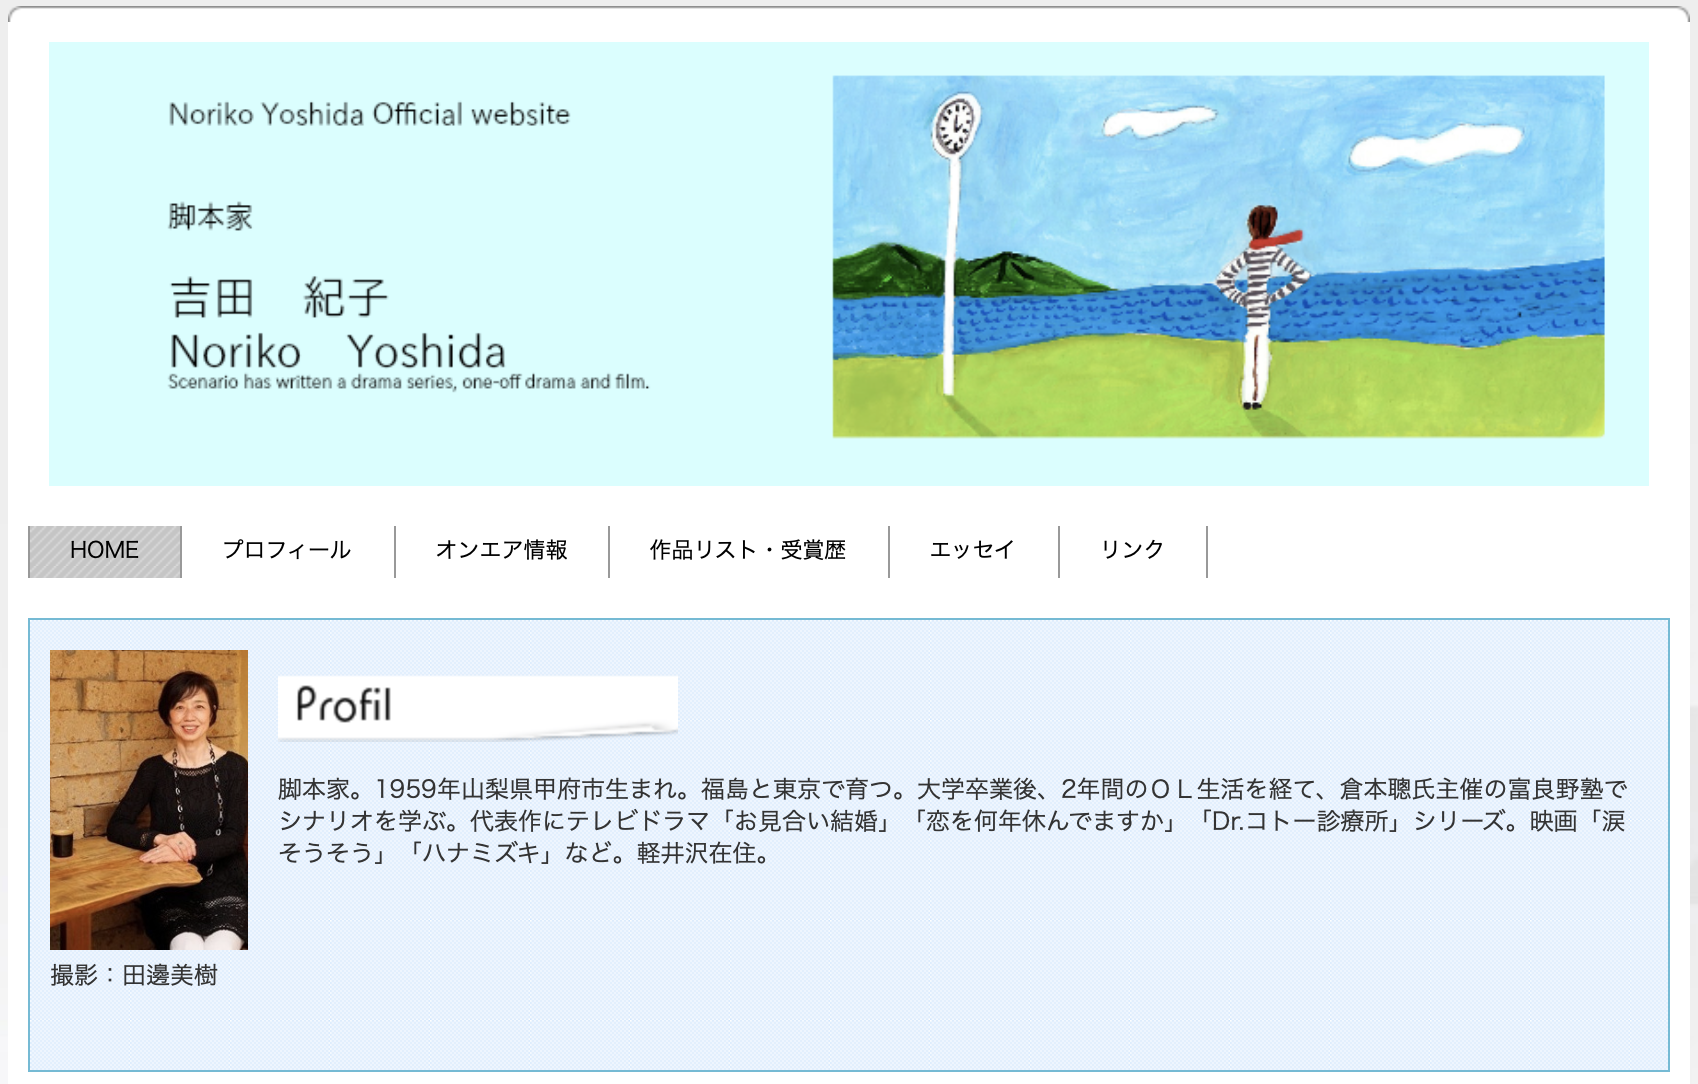 Noriko Yoshida Official website
脚本家
吉田　紀子
Noriko　Yoshida
Scenario has written a drama series, one-off drama and film.
HOME
プロフィール
オンエア情報
作品リスト・受賞歴
エッセイ
リンク
Profil
脚本家。1959年山梨県甲府市生まれ。福島と東京で育つ。大学卒業後、2年間のＯＬ生活を経て、倉本聰氏主催の富良野塾で
シナリオを学ぶ。代表作にテレビドラマ「お見合い結婚」「恋を何年休んでますか」「Dr.コトー診療所」シリーズ。映画「涙
そうそう」「ハナミズキ」など。軽井沢在住。
撮影：田邊美樹